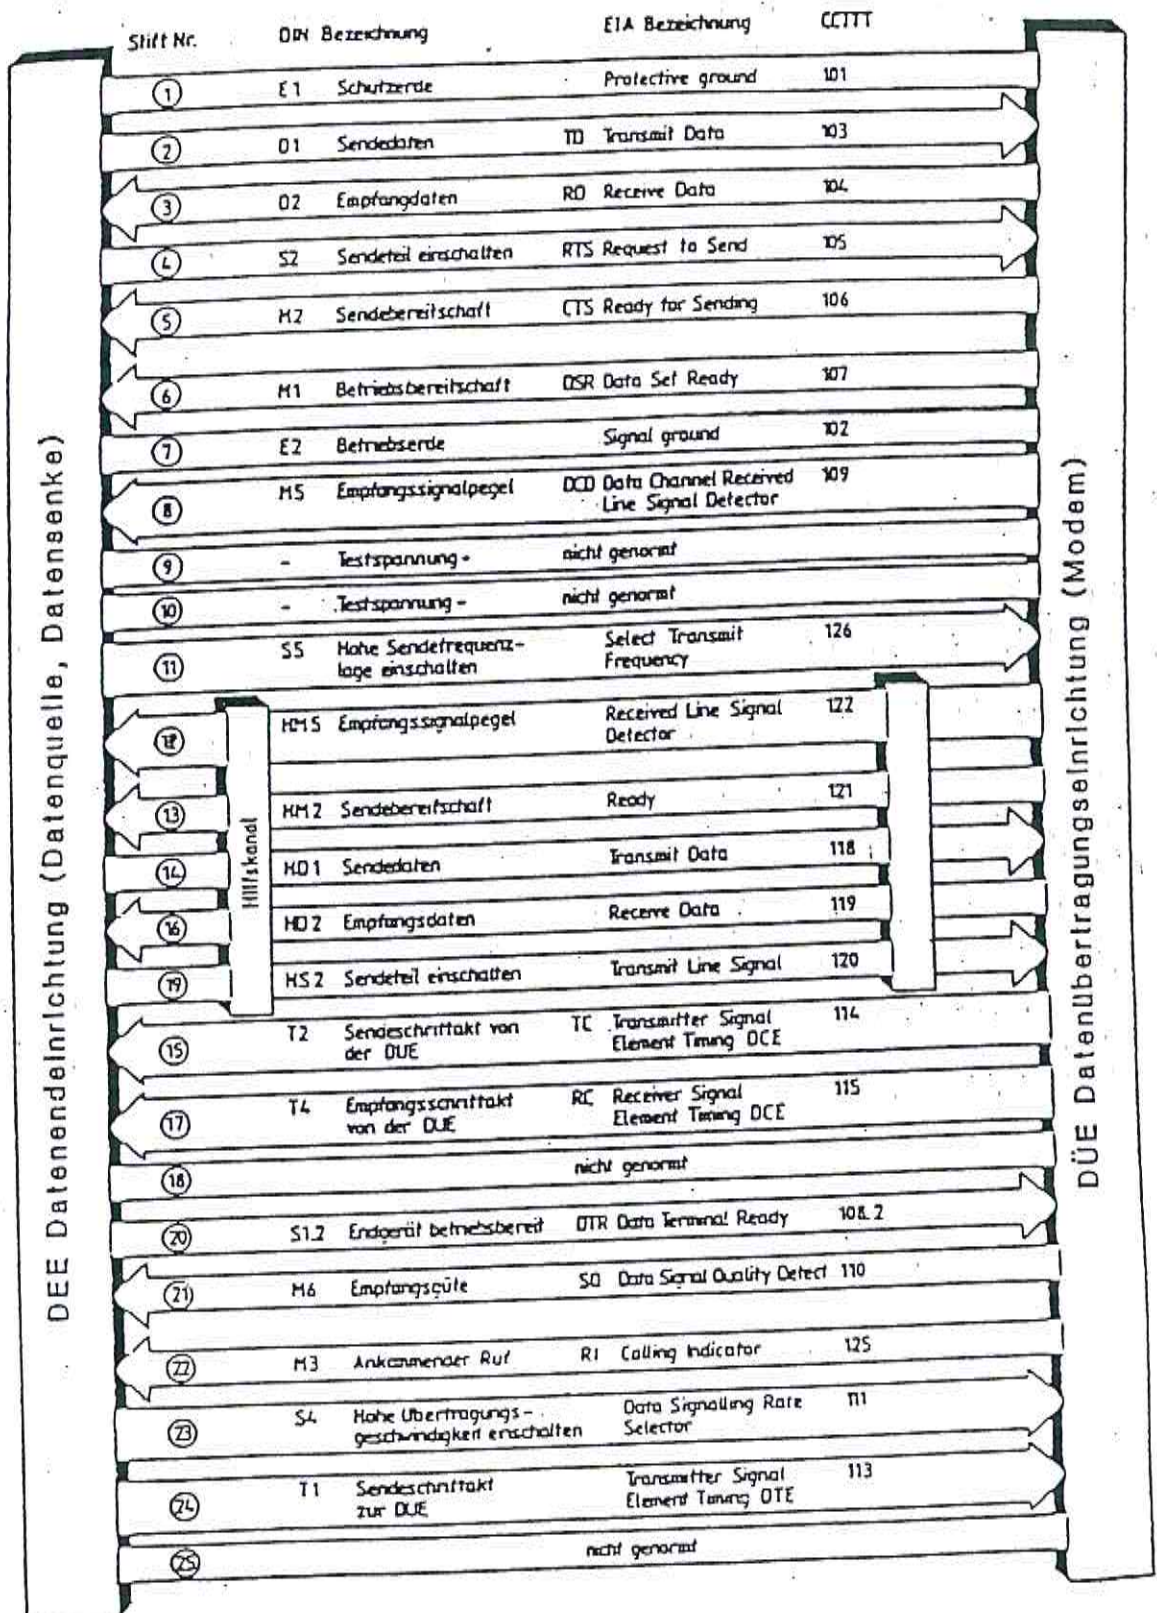 Stift Nr. DIN Bezeichnung EIA Bezeichnung CCITT
1 E1 Schutzerde Protective ground 101
2 D1 Sendedaten TD Transmit Data 103
3 D2 Empfangdaten RD Receive Data 104
4 S2 Sendeteil einschalten RTS Request to Send 105
5 M2 Sendebereitschaft CTS Ready for Sending 106
6 M1 Betriebsbereitschaft DSR Data Set Ready 107
7 E2 Betriebserde Signal ground 102
8 M5 Empfangssignalpegel DCD Data Channel Received 109
Line Signal Detector
9 - Testspannung + nicht genormt
10 - Testspannung - nicht genormt
11 S5 Hohe Sendefrequenz- Select Transmit 126
lage einschalten Frequency
12 HM5 Empfangssignalpegel Received Line Signal 122
Detector
13 HM2 Sendebereitschaft Ready 121
14 HD1 Sendedaten Transmit Data 118
16 HD2 Empfangsdaten Receive Data 119
19 HS2 Sendeteil einschalten Transmit Line Signal 120
Hilfskanal
15 T2 Sendeschrittakt von TC Transmitter Signal 114
der DUE Element Timing DCE
17 T4 Empfangsschrittakt RC Receiver Signal 115
von der DUE Element Timing DCE
18 nicht genormt
20 S1.2 Endgerät betriebsbereit DTR Data Terminal Ready 108.2
21 M6 Empfangsgüte SQ Data Signal Quality Detect 110
22 M3 Ankommender Ruf RI Calling Indicator 125
23 S4 Hohe Ubertragungs- Data Signalling Rate 111
geschwindigkeit enschalten Selector
24 T1 Sendeschrittakt Transmitter Signal 113
zur DUE Element Timing DTE
25 nicht genormt
DEE Datenendeinrichtung (Datenquelle, Datensenke)
DÜE Datenübertragungseinrichtung (Modem)